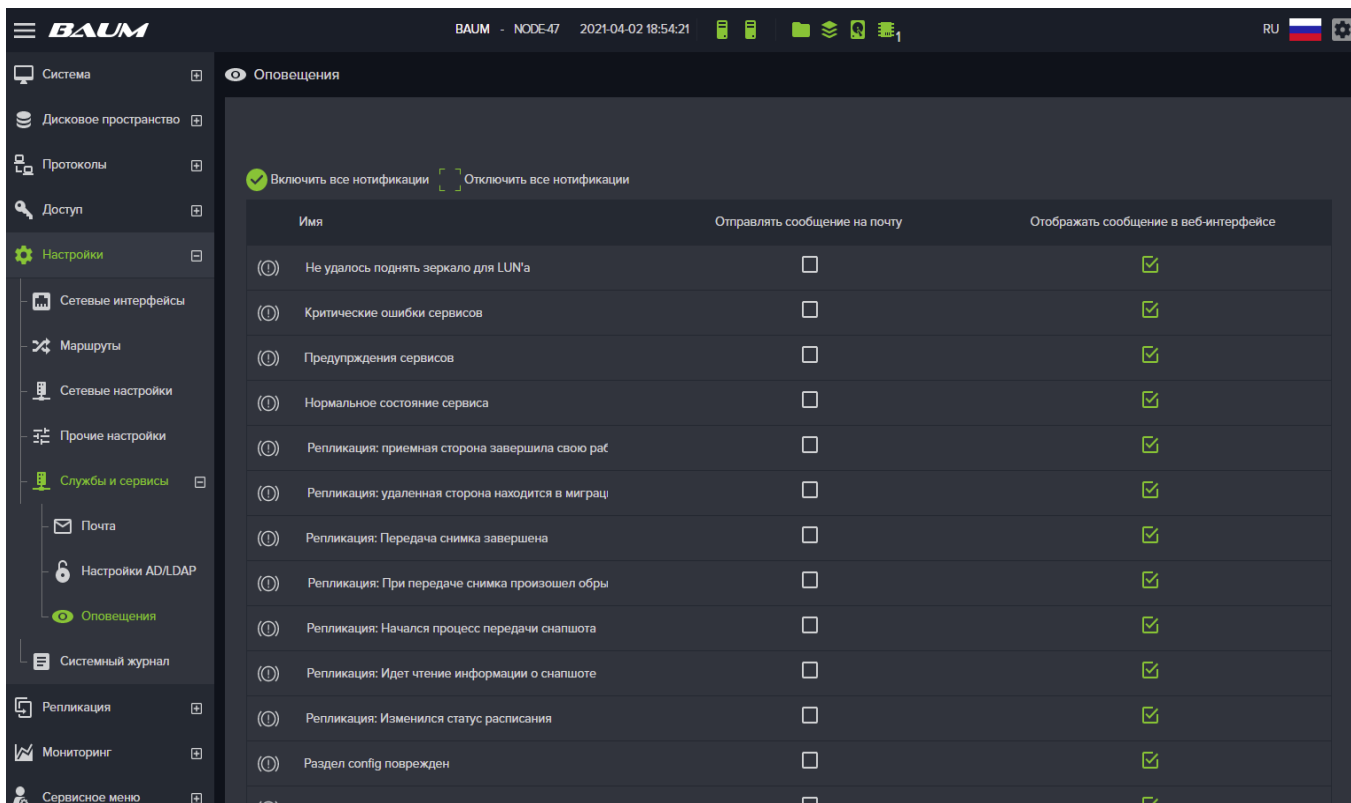 BAUM
BAUM - NODE-47 2021-04-02 18:54:21
1
RU
Система
Оповещения
Дисковое пространство
Протоколы
Доступ
Настройки
Сетевые интерфейсы
Маршруты
Сетевые настройки
Прочие настройки
Службы и сервисы
Почта
Настройки AD/LDAP
Оповещения
Системный журнал
Репликация
Мониторинг
Сервисное меню
Включить все нотификации Отключить все нотификации
Имя Отправлять сообщение на почту Отображать сообщение в веб-интерфейсе
Не удалось поднять зеркало для LUN'а
Критические ошибки сервисов
Предупрждения сервисов
Нормальное состояние сервиса
Репликация: приемная сторона завершила свою раб
Репликация: удаленная сторона находится в миграц
Репликация: Передача снимка завершена
Репликация: При передаче снимка произошел обры
Репликация: Начался процесс передачи снапшота
Репликация: Идет чтение информации о снапшоте
Репликация: Изменился статус расписания
Раздел config поврежден